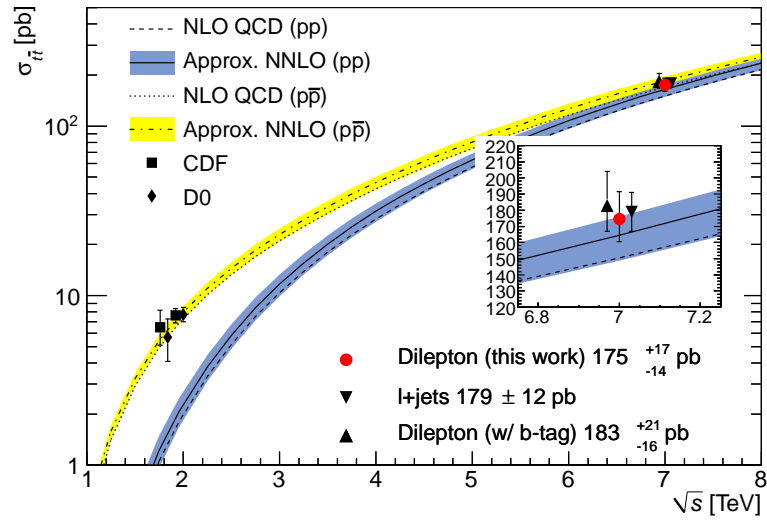 σtt̄ [pb]
NLO QCD (pp)
Approx. NNLO (pp)
NLO QCD (pp̅)
Approx. NNLO (pp̅)
CDF
D0
10²
10
1
220
210
200
190
180
170
160
150
140
130
120
6.8 7 7.2
Dilepton (this work) 175 +17 -14 pb
l+jets 179 ± 12 pb
Dilepton (w/ b-tag) 183 +21 -16 pb
1 2 3 4 5 6 7 8
√s [TeV]